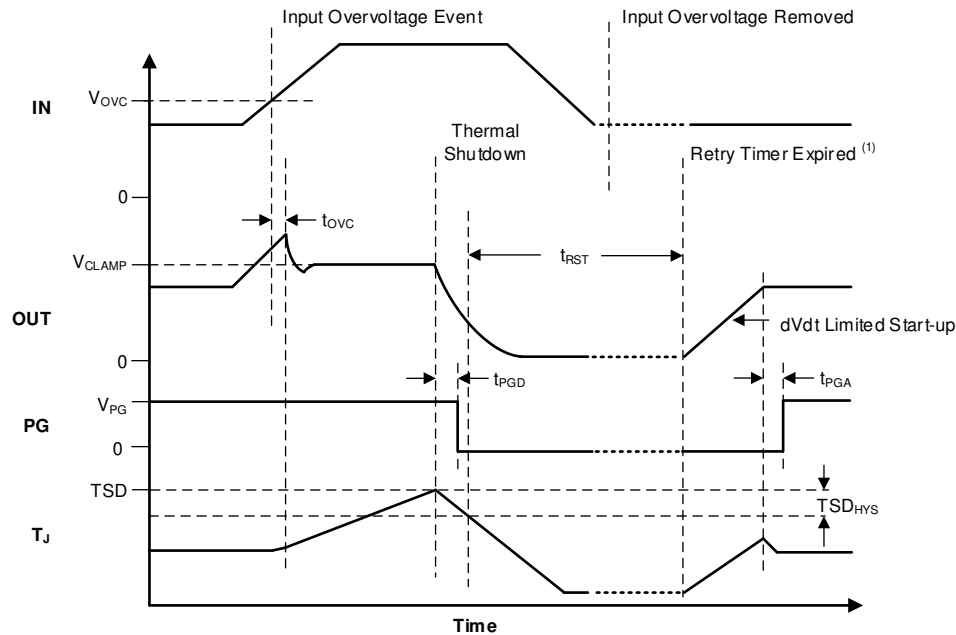 Input Overvoltage Event
Input Overvoltage Removed
VOVC
IN
Thermal
Shutdown
Retry Timer Expired (1)
0
tOVC
VCLAMP
tRST
OUT
dVdt Limited Start-up
0
tPGD
tPGA
VPG
PG
0
TSD
TSDHYS
TJ
Time